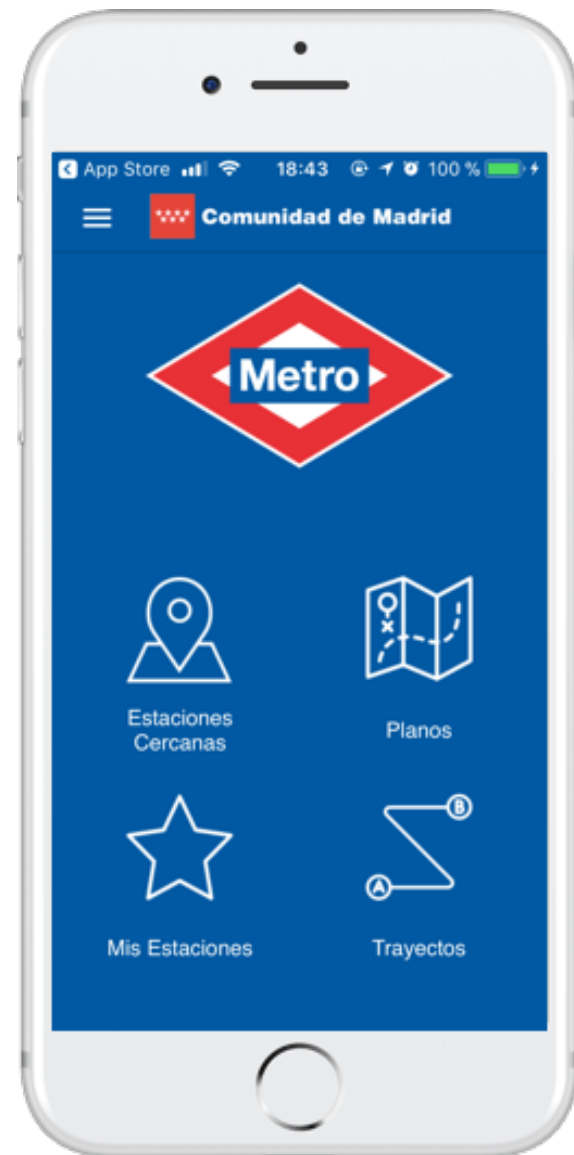 App Store 18:43 100 %
Comunidad de Madrid
Metro
Estaciones
Cercanas
Planos
B
A
Mis Estaciones
Trayectos